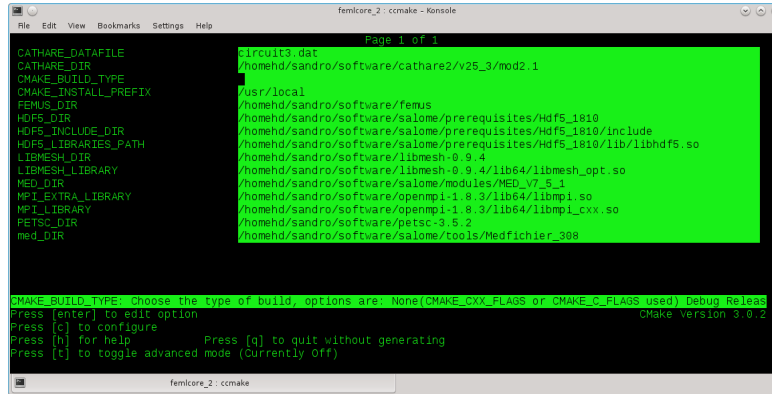 femlcore_2 : ccmake – Konsole
File Edit View Bookmarks Settings Help
Page 1 of 1
CATHARE_DATAFILE circuit3.dat
CATHARE_DIR /homehd/sandro/software/cathare2/v25_3/mod2.1
CMAKE_BUILD_TYPE
CMAKE_INSTALL_PREFIX /usr/local
FEMUS_DIR /homehd/sandro/software/femus
HDF5_DIR /homehd/sandro/software/salome/prerequisites/Hdf5_1810
HDF5_INCLUDE_DIR /homehd/sandro/software/salome/prerequisites/Hdf5_1810/include
HDF5_LIBRARIES_PATH /homehd/sandro/software/salome/prerequisites/Hdf5_1810/lib/libhdf5.so
LIBMESH_DIR /homehd/sandro/software/libmesh-0.9.4
LIBMESH_LIBRARY /homehd/sandro/software/libmesh-0.9.4/lib64/libmesh_opt.so
MED_DIR /homehd/sandro/software/salome/modules/MED_V7_5_1
MPI_EXTRA_LIBRARY /homehd/sandro/software/openmpi-1.8.3/lib64/libmpi.so
MPI_LIBRARY /homehd/sandro/software/openmpi-1.8.3/lib64/libmpi_cxx.so
PETSC_DIR /homehd/sandro/software/petsc-3.5.2
med_DIR /homehd/sandro/software/salome/tools/Medfichier_308
CMAKE_BUILD_TYPE: Choose the type of build, options are: None(CMAKE_CXX_FLAGS or CMAKE_C_FLAGS used) Debug Releas
Press [enter] to edit option CMake Version 3.0.2
Press [c] to configure
Press [h] for help Press [q] to quit without generating
Press [t] to toggle advanced mode (Currently Off)
femlcore_2 : ccmake